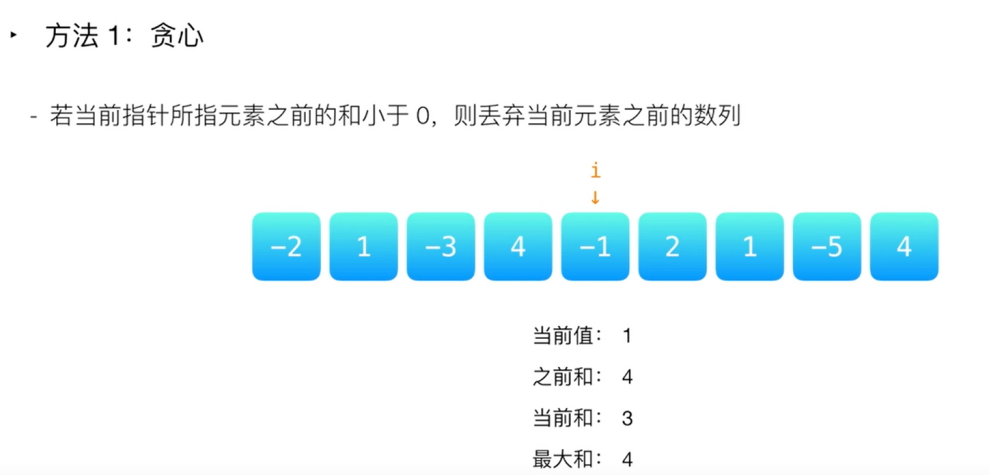 ‣ 方法 1：贪心
- 若当前指针所指元素之前的和小于 0，则丢弃当前元素之前的数列
i
↓
−2 1 −3 4 −1 2 1 −5 4
当前值： 1
之前和： 4
当前和： 3
最大和： 4